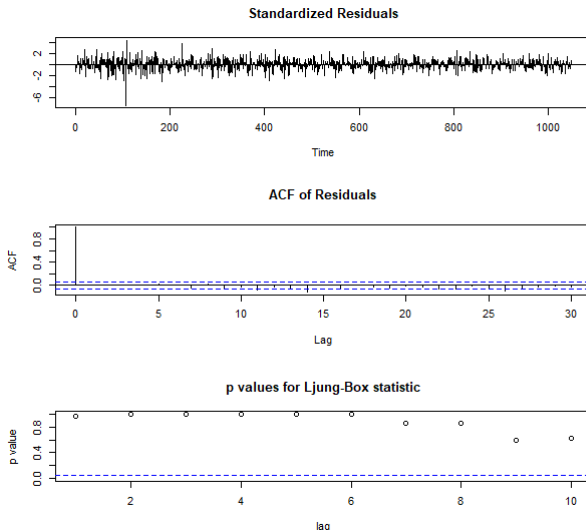 Standardized Residuals
2
-2
-6
0 200 400 600 800 1000
Time
ACF of Residuals
ACF
0.8
0.4
0.0
0 5 10 15 20 25 30
Lag
p values for Ljung-Box statistic
p value
0.8
0.4
0.0
2 4 6 8 10
lag